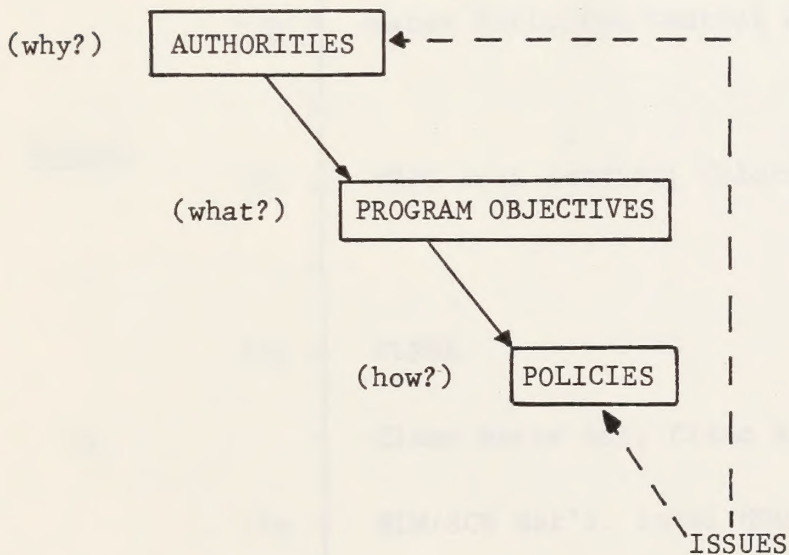 (why?) AUTHORITIES
(what?) PROGRAM OBJECTIVES
(how?) POLICIES
ISSUES